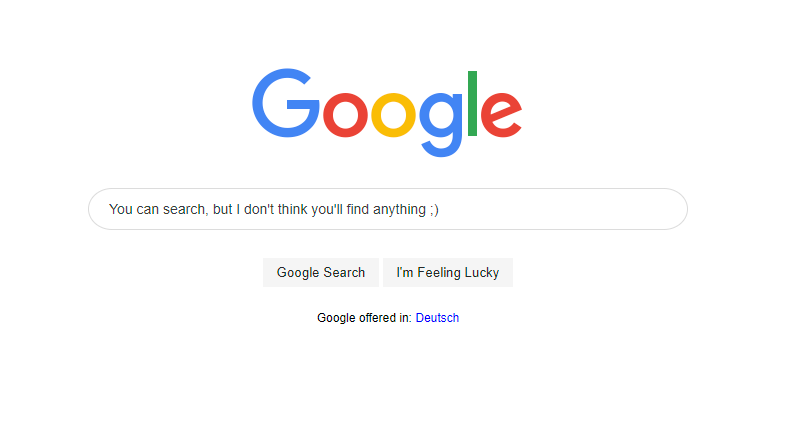 Google
You can search, but I don't think you'll find anything ;)
Google Search
I'm Feeling Lucky
Google offered in: Deutsch